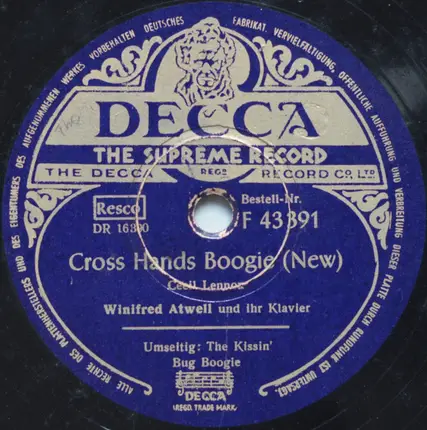 ALLE RECHTE DES PLATTENHERSTELLERS UND DES EIGENTUMERS DES AUFGENOMMENEN WERKES VORBEHALTEN DEUTSCHES FABRIKAT. VERVIELFÄLTIGUNG, ÖFFENTLICHE AUFFÜHRUNG UND VERBREITUNG DIESER PLATTE DURCH RUNDFUNK IST UNTERSAGT.
DECCA
THE SUPREME RECORD
THE DECCA REGD RECORD CO., LTD.
Resco
Bestell-Nr.
DR 16300
F 43391
Cross Hands Boogie (New)
Cecil Lennox
Winifred Atwell und ihr Klavier
Umseitig: The Kissin'
Bug Boogie
DECCA
REGD. TRADE MARK